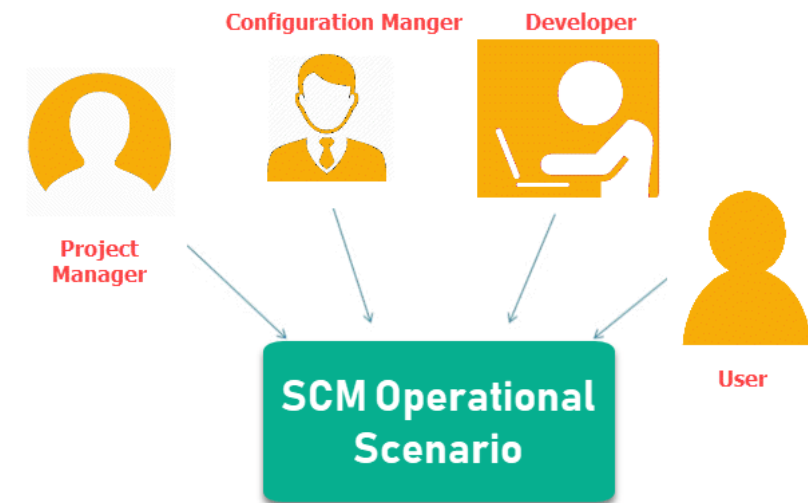 Configuration Manger
Developer
Project
Manager
User
SCM Operational
Scenario